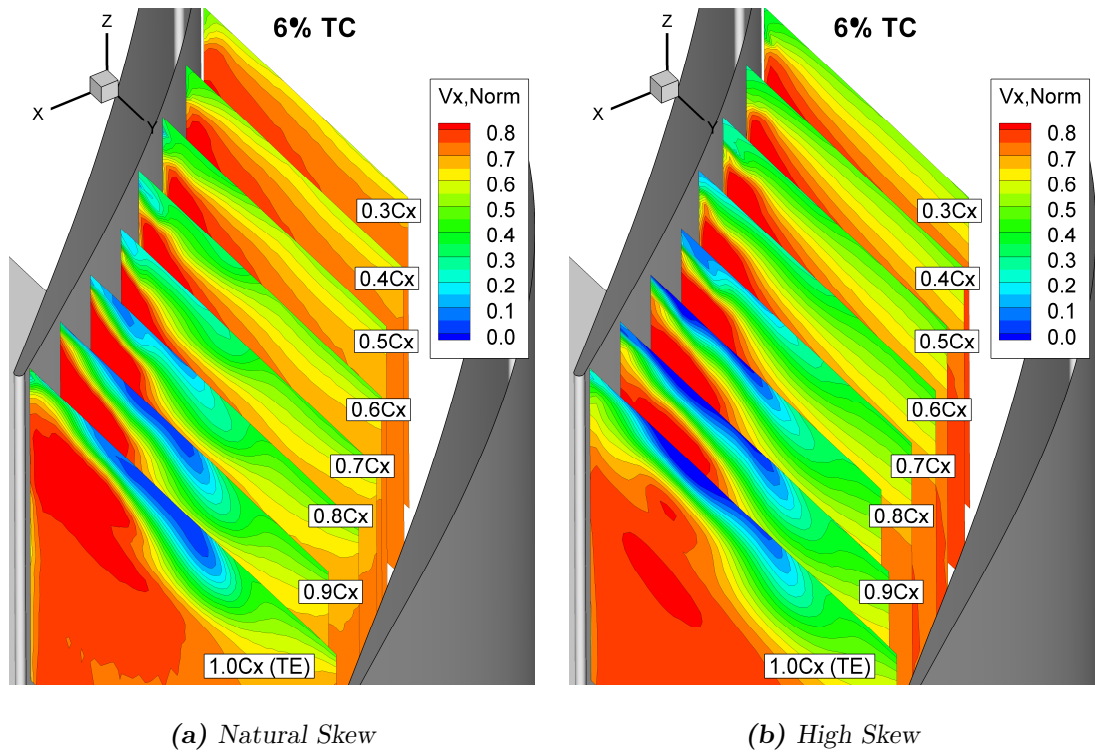 6% TC
Z
X
Y
Vx,Norm
0.8
0.7
0.6
0.5
0.4
0.3
0.2
0.1
0.0
0.3Cx
0.4Cx
0.5Cx
0.6Cx
0.7Cx
0.8Cx
0.9Cx
1.0Cx (TE)
(a) Natural Skew
6% TC
Z
X
Y
Vx,Norm
0.8
0.7
0.6
0.5
0.4
0.3
0.2
0.1
0.0
0.3Cx
0.4Cx
0.5Cx
0.6Cx
0.7Cx
0.8Cx
0.9Cx
1.0Cx (TE)
(b) High Skew